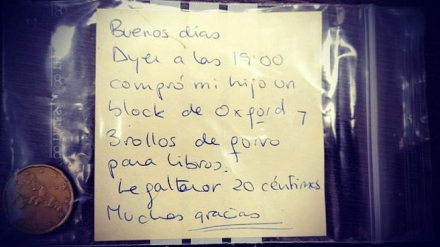 Buenos días
Ayer a las 19:00
compró mi hijo un
block de Oxford y
3 rollos de forro
para libros.
Le faltaron 20 céntimos
Muchas gracias